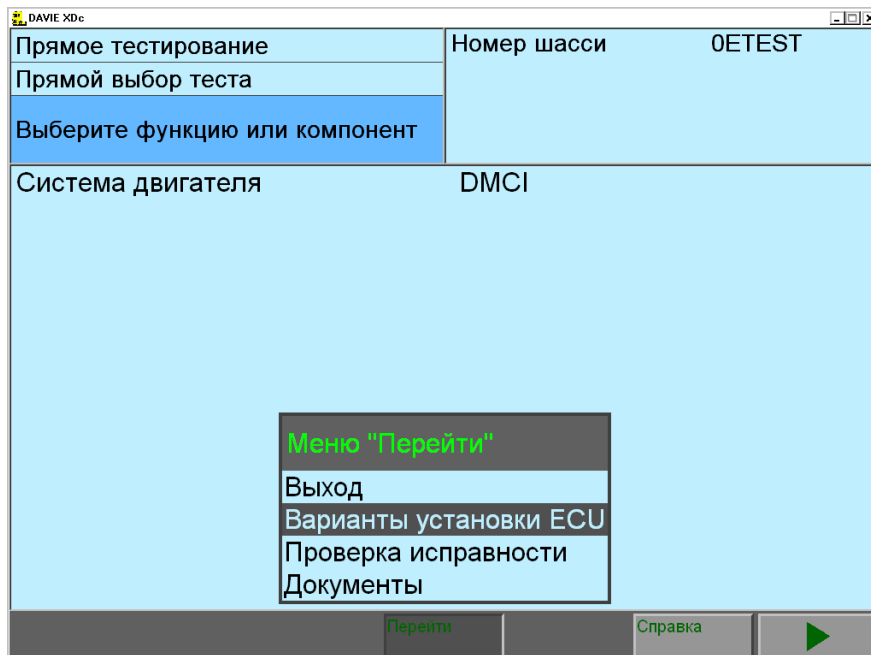 DAVIE XDc
Прямое тестирование
Прямой выбор теста
Выберите функцию или компонент
Номер шасси 0ETEST
Система двигателя DMCI
Меню "Перейти"
Выход
Варианты установки ECU
Проверка исправности
Документы
Перейти
Справка